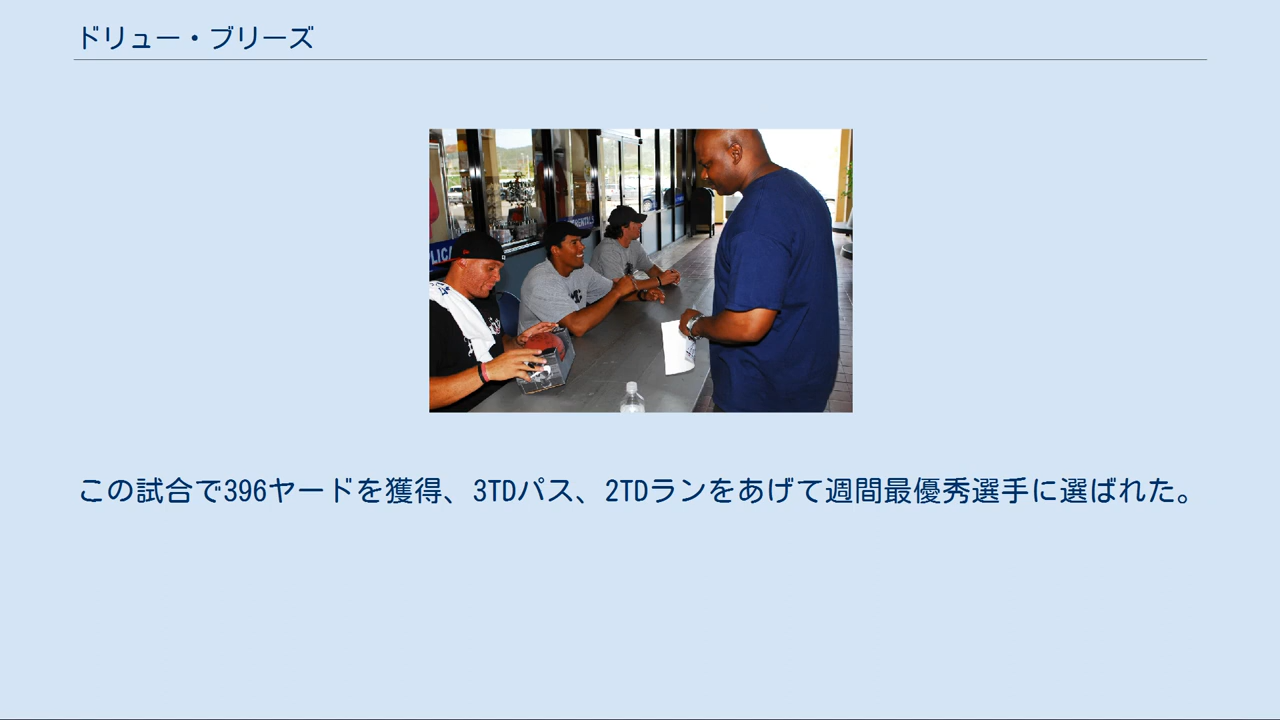 ドリュー・ブリーズ
この試合で396ヤードを獲得、3TDパス、2TDランをあげて週間最優秀選手に選ばれた。